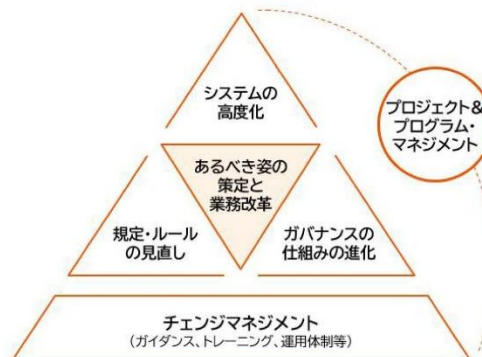 システムの
高度化
プロジェクト&
プログラム・
マネジメント
あるべき姿の
策定と
業務改革
規定・ルール
の見直し
ガバナンスの
仕組みの進化
チェンジマネジメント
(ガイダンス、トレーニング、運用体制等)